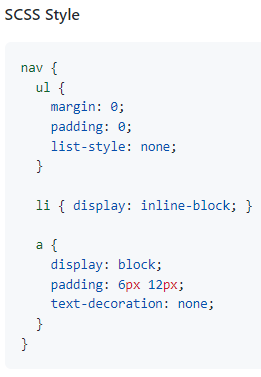 SCSS Style
nav {
  ul {
    margin: 0;
    padding: 0;
    list-style: none;
  }

  li { display: inline-block; }

  a {
    display: block;
    padding: 6px 12px;
    text-decoration: none;
  }
}